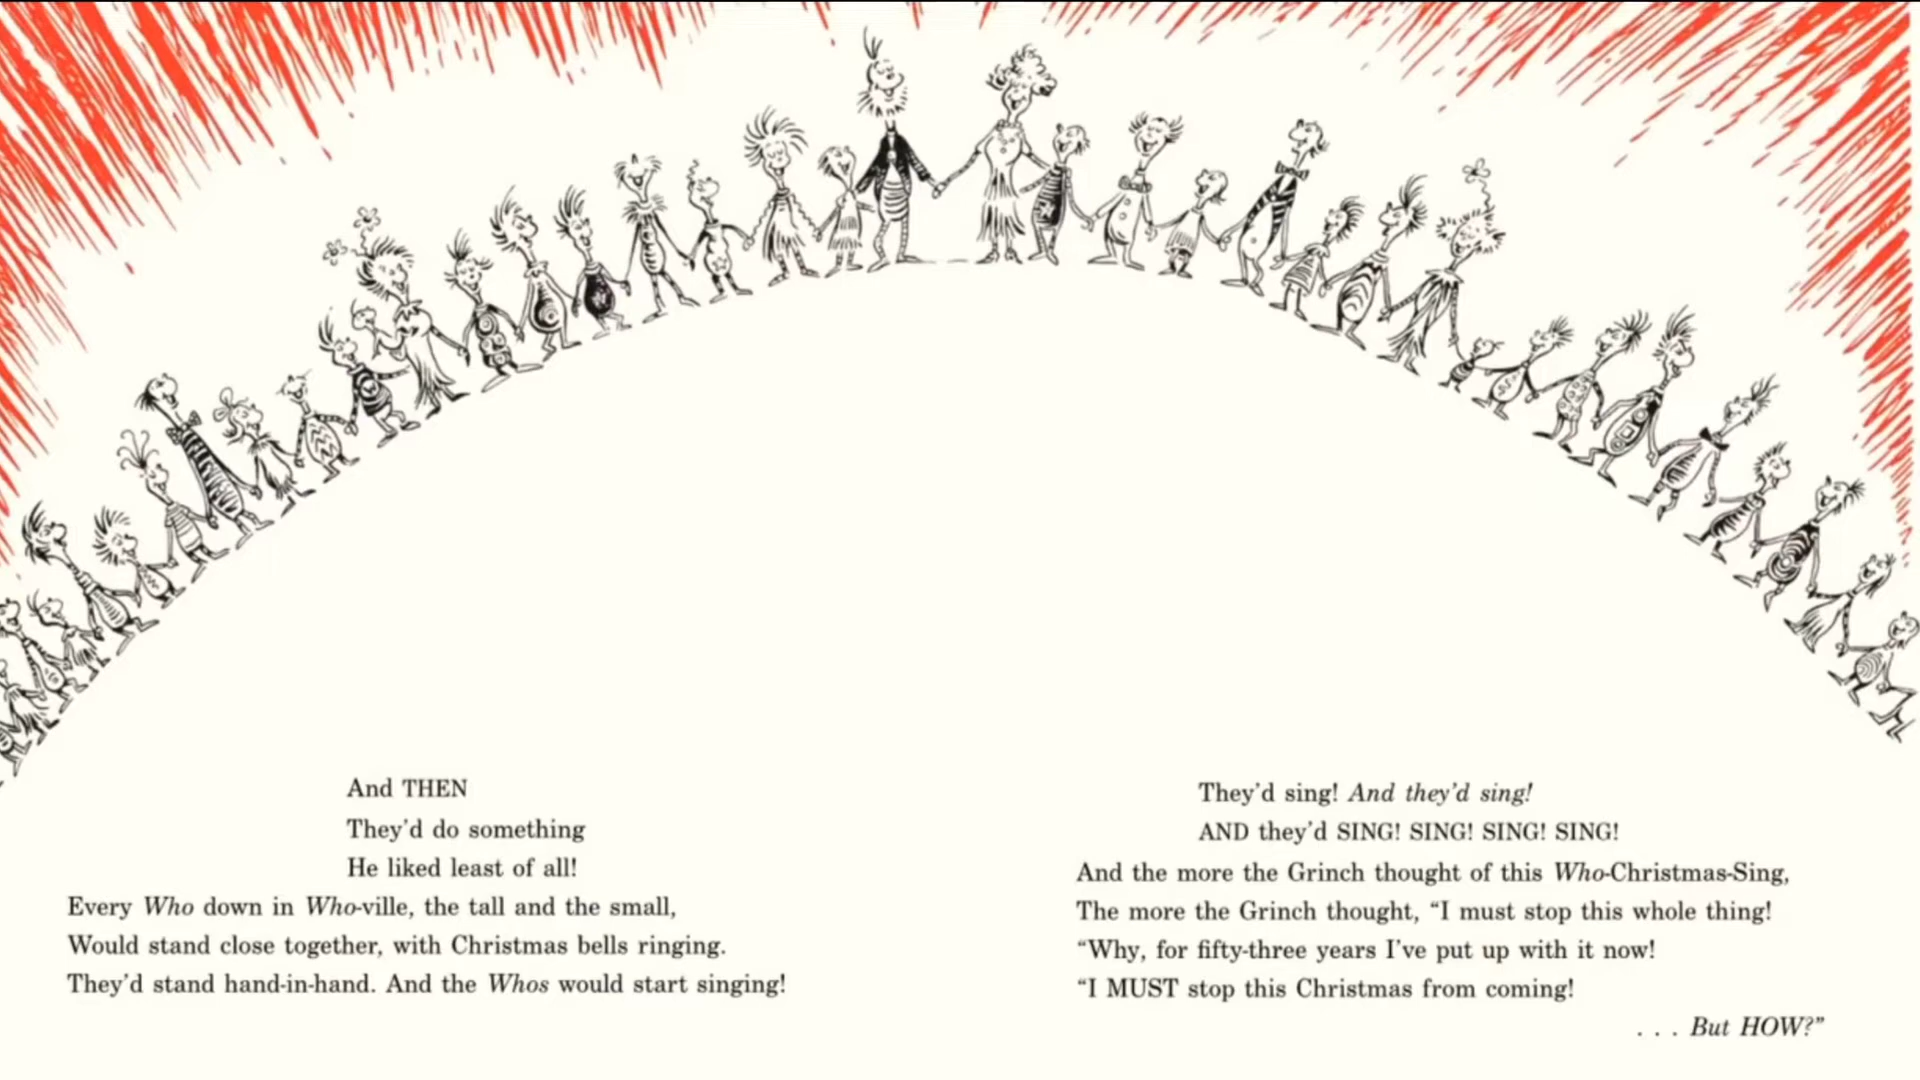 And THEN
They'd do something
He liked least of all!
Every Who down in Who-ville, the tall and the small,
Would stand close together, with Christmas bells ringing.
They'd stand hand-in-hand. And the Whos would start singing!
They'd sing! And they'd sing!
AND they'd SING! SING! SING! SING!
And the more the Grinch thought of this Who-Christmas-Sing,
The more the Grinch thought, “I must stop this whole thing!
“Why, for fifty-three years I've put up with it now!
“I MUST stop this Christmas from coming!
. . . But HOW?”